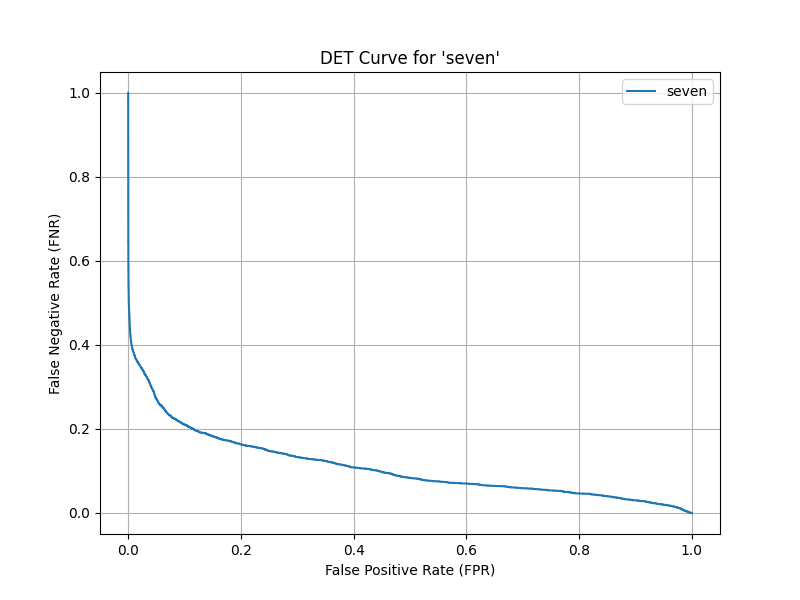 DET Curve for 'seven'
seven
1.0
0.8
0.6
0.4
0.2
0.0
False Negative Rate (FNR)
0.0 0.2 0.4 0.6 0.8 1.0
False Positive Rate (FPR)